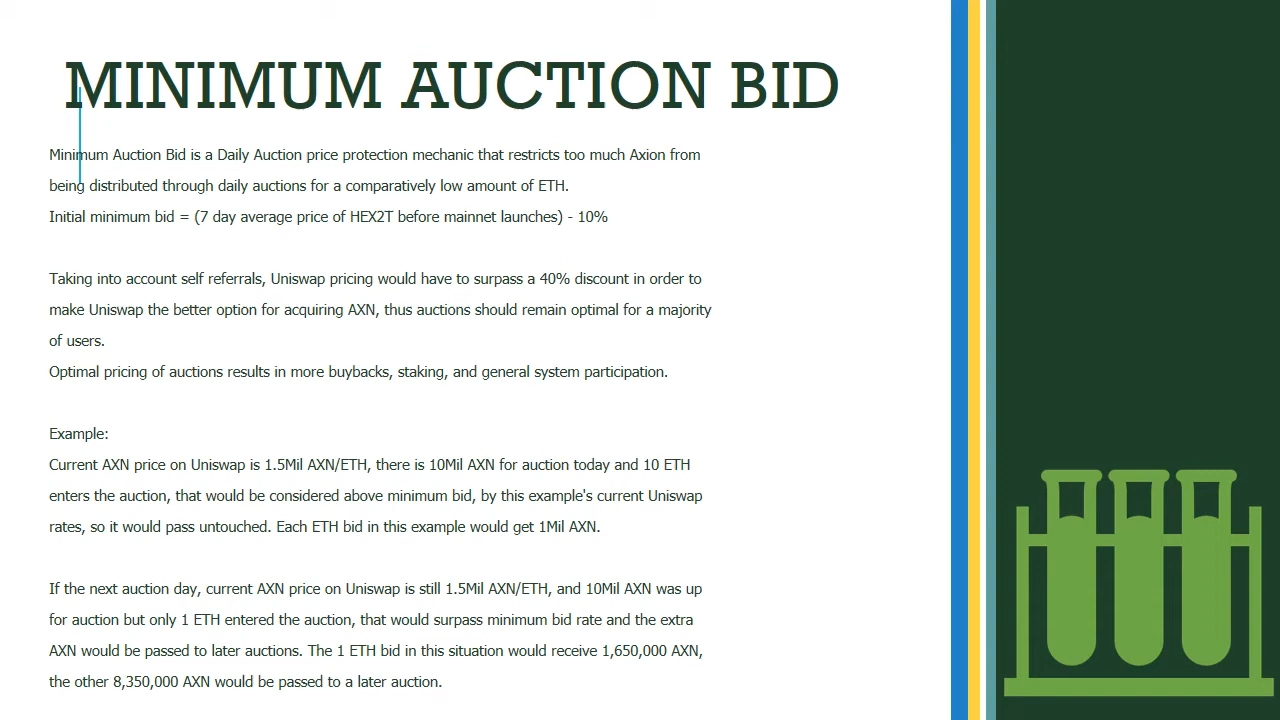 MINIMUM AUCTION BID
Minimum Auction Bid is a Daily Auction price protection mechanic that restricts too much Axion from
being distributed through daily auctions for a comparatively low amount of ETH.
Initial minimum bid = (7 day average price of HEX2T before mainnet launches) - 10%
Taking into account self referrals, Uniswap pricing would have to surpass a 40% discount in order to
make Uniswap the better option for acquiring AXN, thus auctions should remain optimal for a majority
of users.
Optimal pricing of auctions results in more buybacks, staking, and general system participation.
Example:
Current AXN price on Uniswap is 1.5Mil AXN/ETH, there is 10Mil AXN for auction today and 10 ETH
enters the auction, that would be considered above minimum bid, by this example's current Uniswap
rates, so it would pass untouched. Each ETH bid in this example would get 1Mil AXN.
If the next auction day, current AXN price on Uniswap is still 1.5Mil AXN/ETH, and 10Mil AXN was up
for auction but only 1 ETH entered the auction, that would surpass minimum bid rate and the extra
AXN would be passed to later auctions. The 1 ETH bid in this situation would receive 1,650,000 AXN,
the other 8,350,000 AXN would be passed to a later auction.